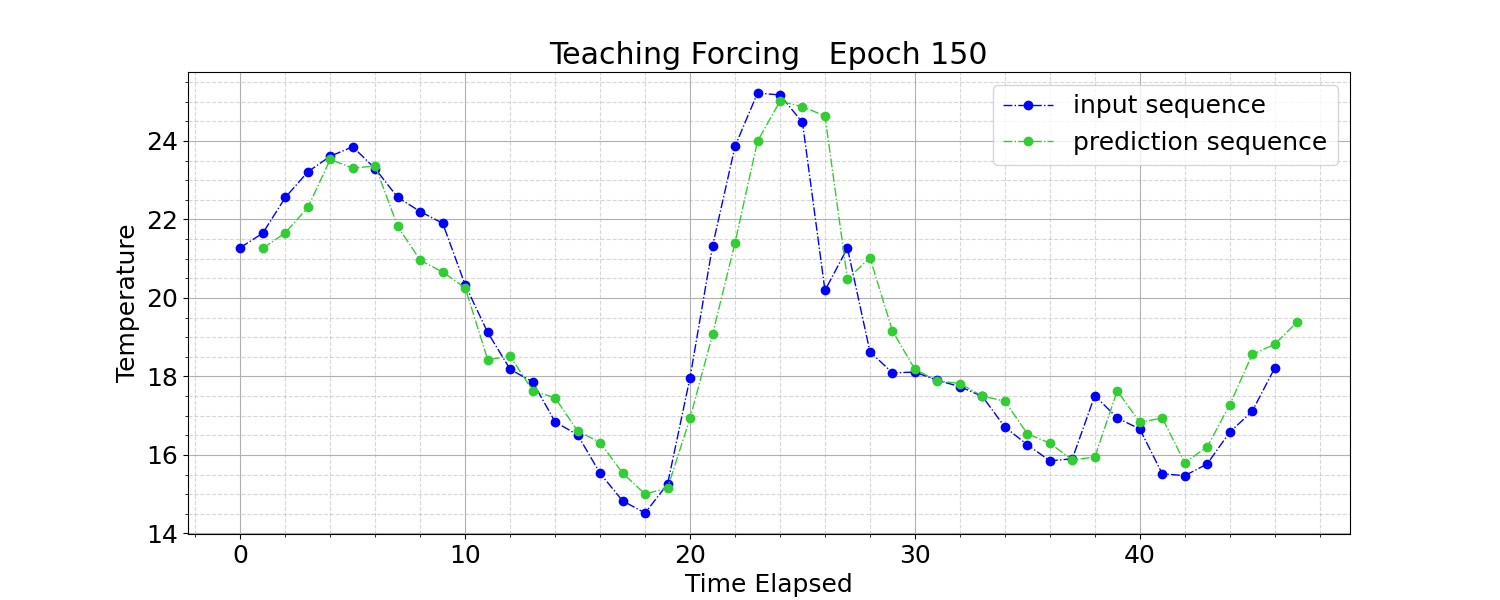 Teaching Forcing   Epoch 150
input sequence
prediction sequence
Temperature
24
22
20
18
16
14
0 10 20 30 40
Time Elapsed